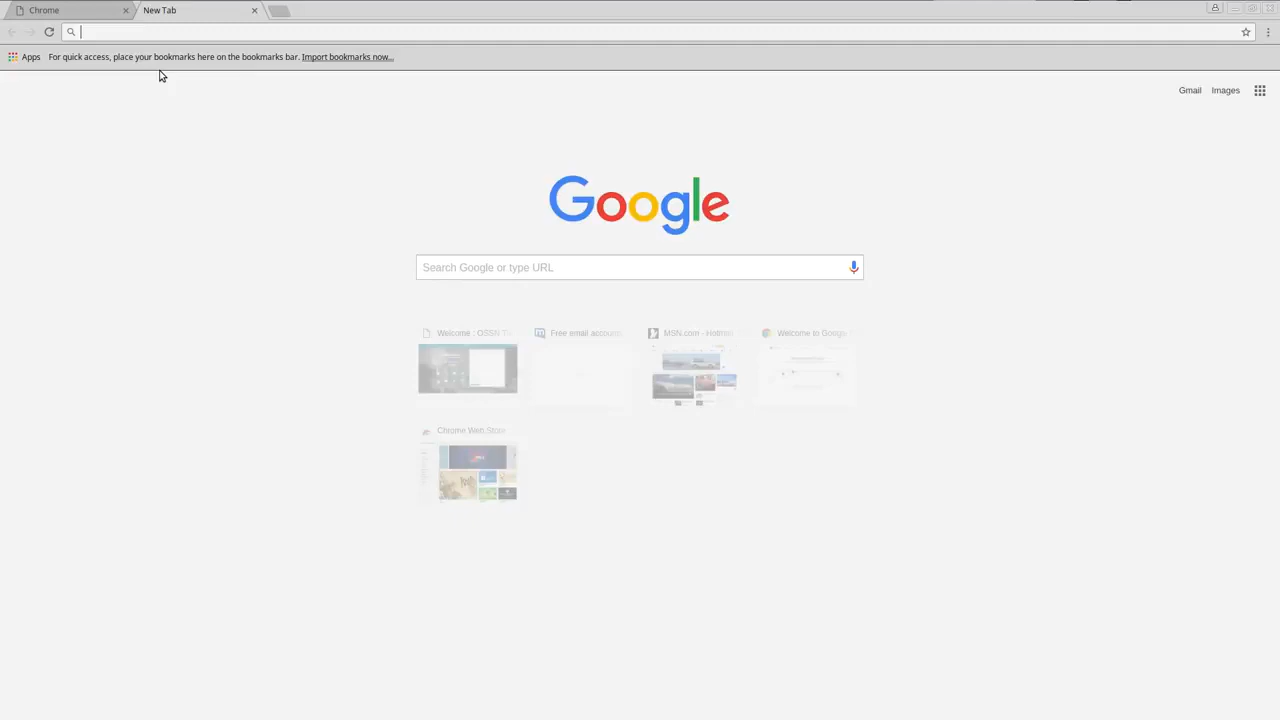 Chrome
New Tab
Apps For quick access, place your bookmarks here on the bookmarks bar. Import bookmarks now...
Gmail Images
Google
Search Google or type URL
Welcome : OSSN
Free email accoun
MSN.com - Hotmai
Welcome to Google
Chrome Web Store